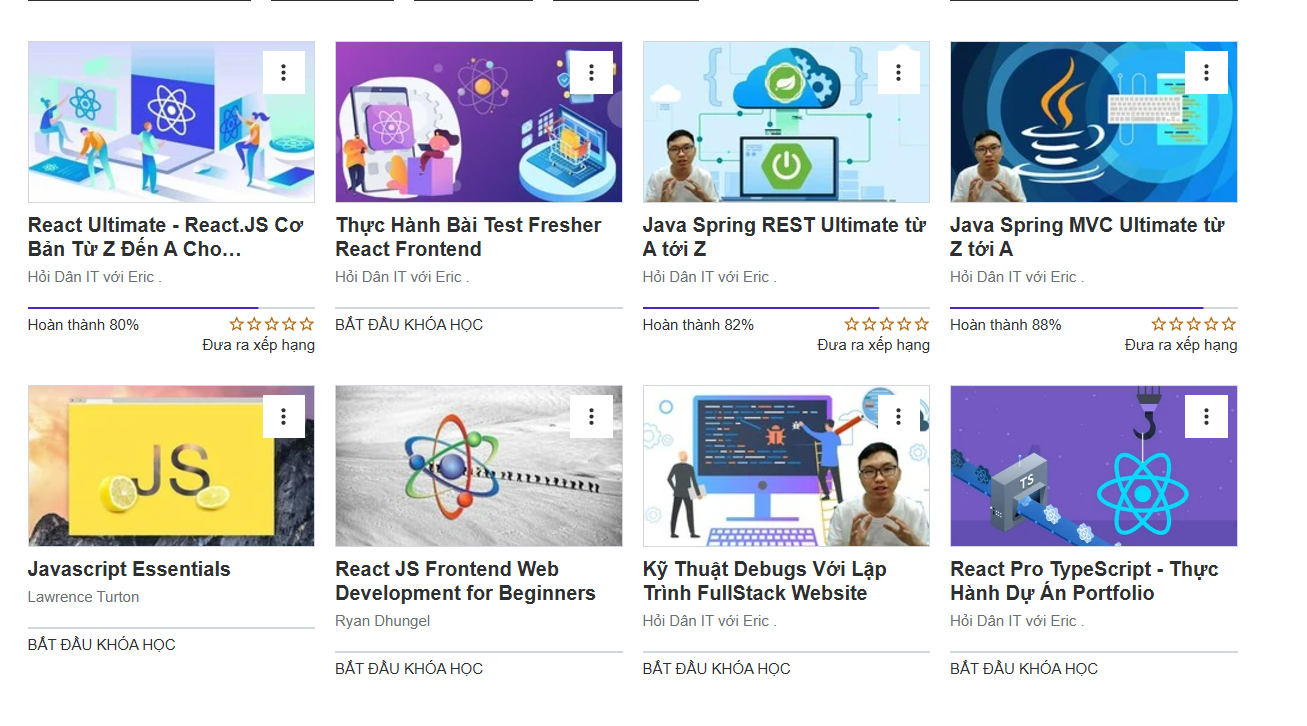 React Ultimate - React.JS Cơ
Bản Từ Z Đến A Cho…
Hỏi Dân IT với Eric .
Hoàn thành 80%
Đưa ra xếp hạng
Thực Hành Bài Test Fresher
React Frontend
Hỏi Dân IT với Eric .
BẮT ĐẦU KHÓA HỌC
Java Spring REST Ultimate từ
A tới Z
Hỏi Dân IT với Eric .
Hoàn thành 82%
Đưa ra xếp hạng
Java Spring MVC Ultimate từ
Z tới A
Hỏi Dân IT với Eric .
Hoàn thành 88%
Đưa ra xếp hạng
JS
Javascript Essentials
Lawrence Turton
BẮT ĐẦU KHÓA HỌC
React JS Frontend Web
Development for Beginners
Ryan Dhungel
BẮT ĐẦU KHÓA HỌC
Kỹ Thuật Debugs Với Lập
Trình FullStack Website
Hỏi Dân IT với Eric .
BẮT ĐẦU KHÓA HỌC
TS
React Pro TypeScript - Thực
Hành Dự Án Portfolio
Hỏi Dân IT với Eric .
BẮT ĐẦU KHÓA HỌC